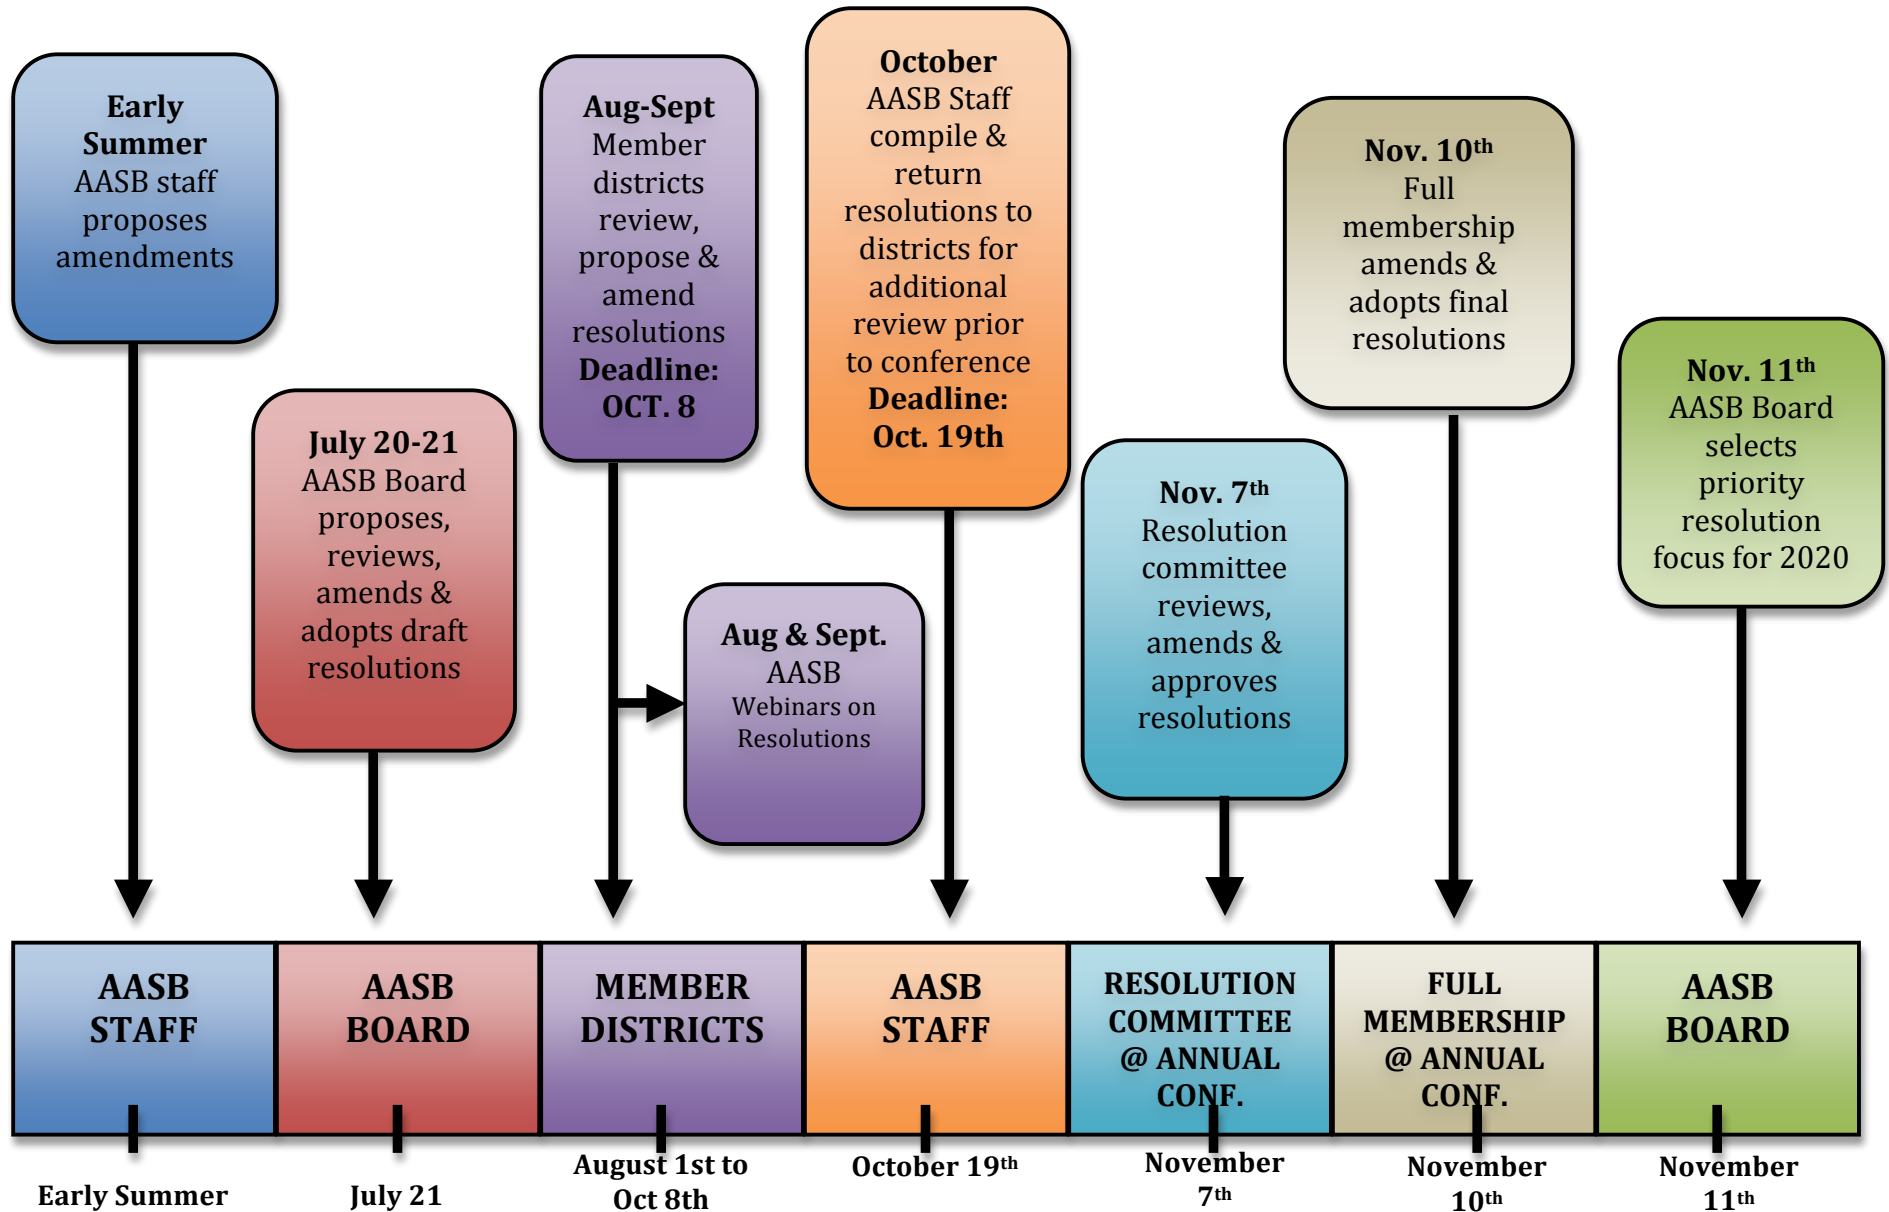 Early
Summer
AASB staff
proposes
amendments
July 20-21
AASB Board
proposes,
reviews,
amends &
adopts draft
resolutions
Aug-Sept
Member
districts
review,
propose &
amend
resolutions
Deadline:
OCT. 8
Aug & Sept.
AASB
Webinars on
Resolutions
October
AASB Staff
compile &
return
resolutions to
districts for
additional
review prior
to conference
Deadline:
Oct. 19th
Nov. 7th
Resolution
committee
reviews,
amends &
approves
resolutions
Nov. 10th
Full
membership
amends &
adopts final
resolutions
Nov. 11th
AASB Board
selects
priority
resolution
focus for 2020
AASB
STAFF
AASB
BOARD
MEMBER
DISTRICTS
AASB
STAFF
RESOLUTION
COMMITTEE
@ ANNUAL
CONF.
FULL
MEMBERSHIP
@ ANNUAL
CONF.
AASB
BOARD
Early Summer
July 21
August 1st to
Oct 8th
October 19th
November
7th
November
10th
November
11th